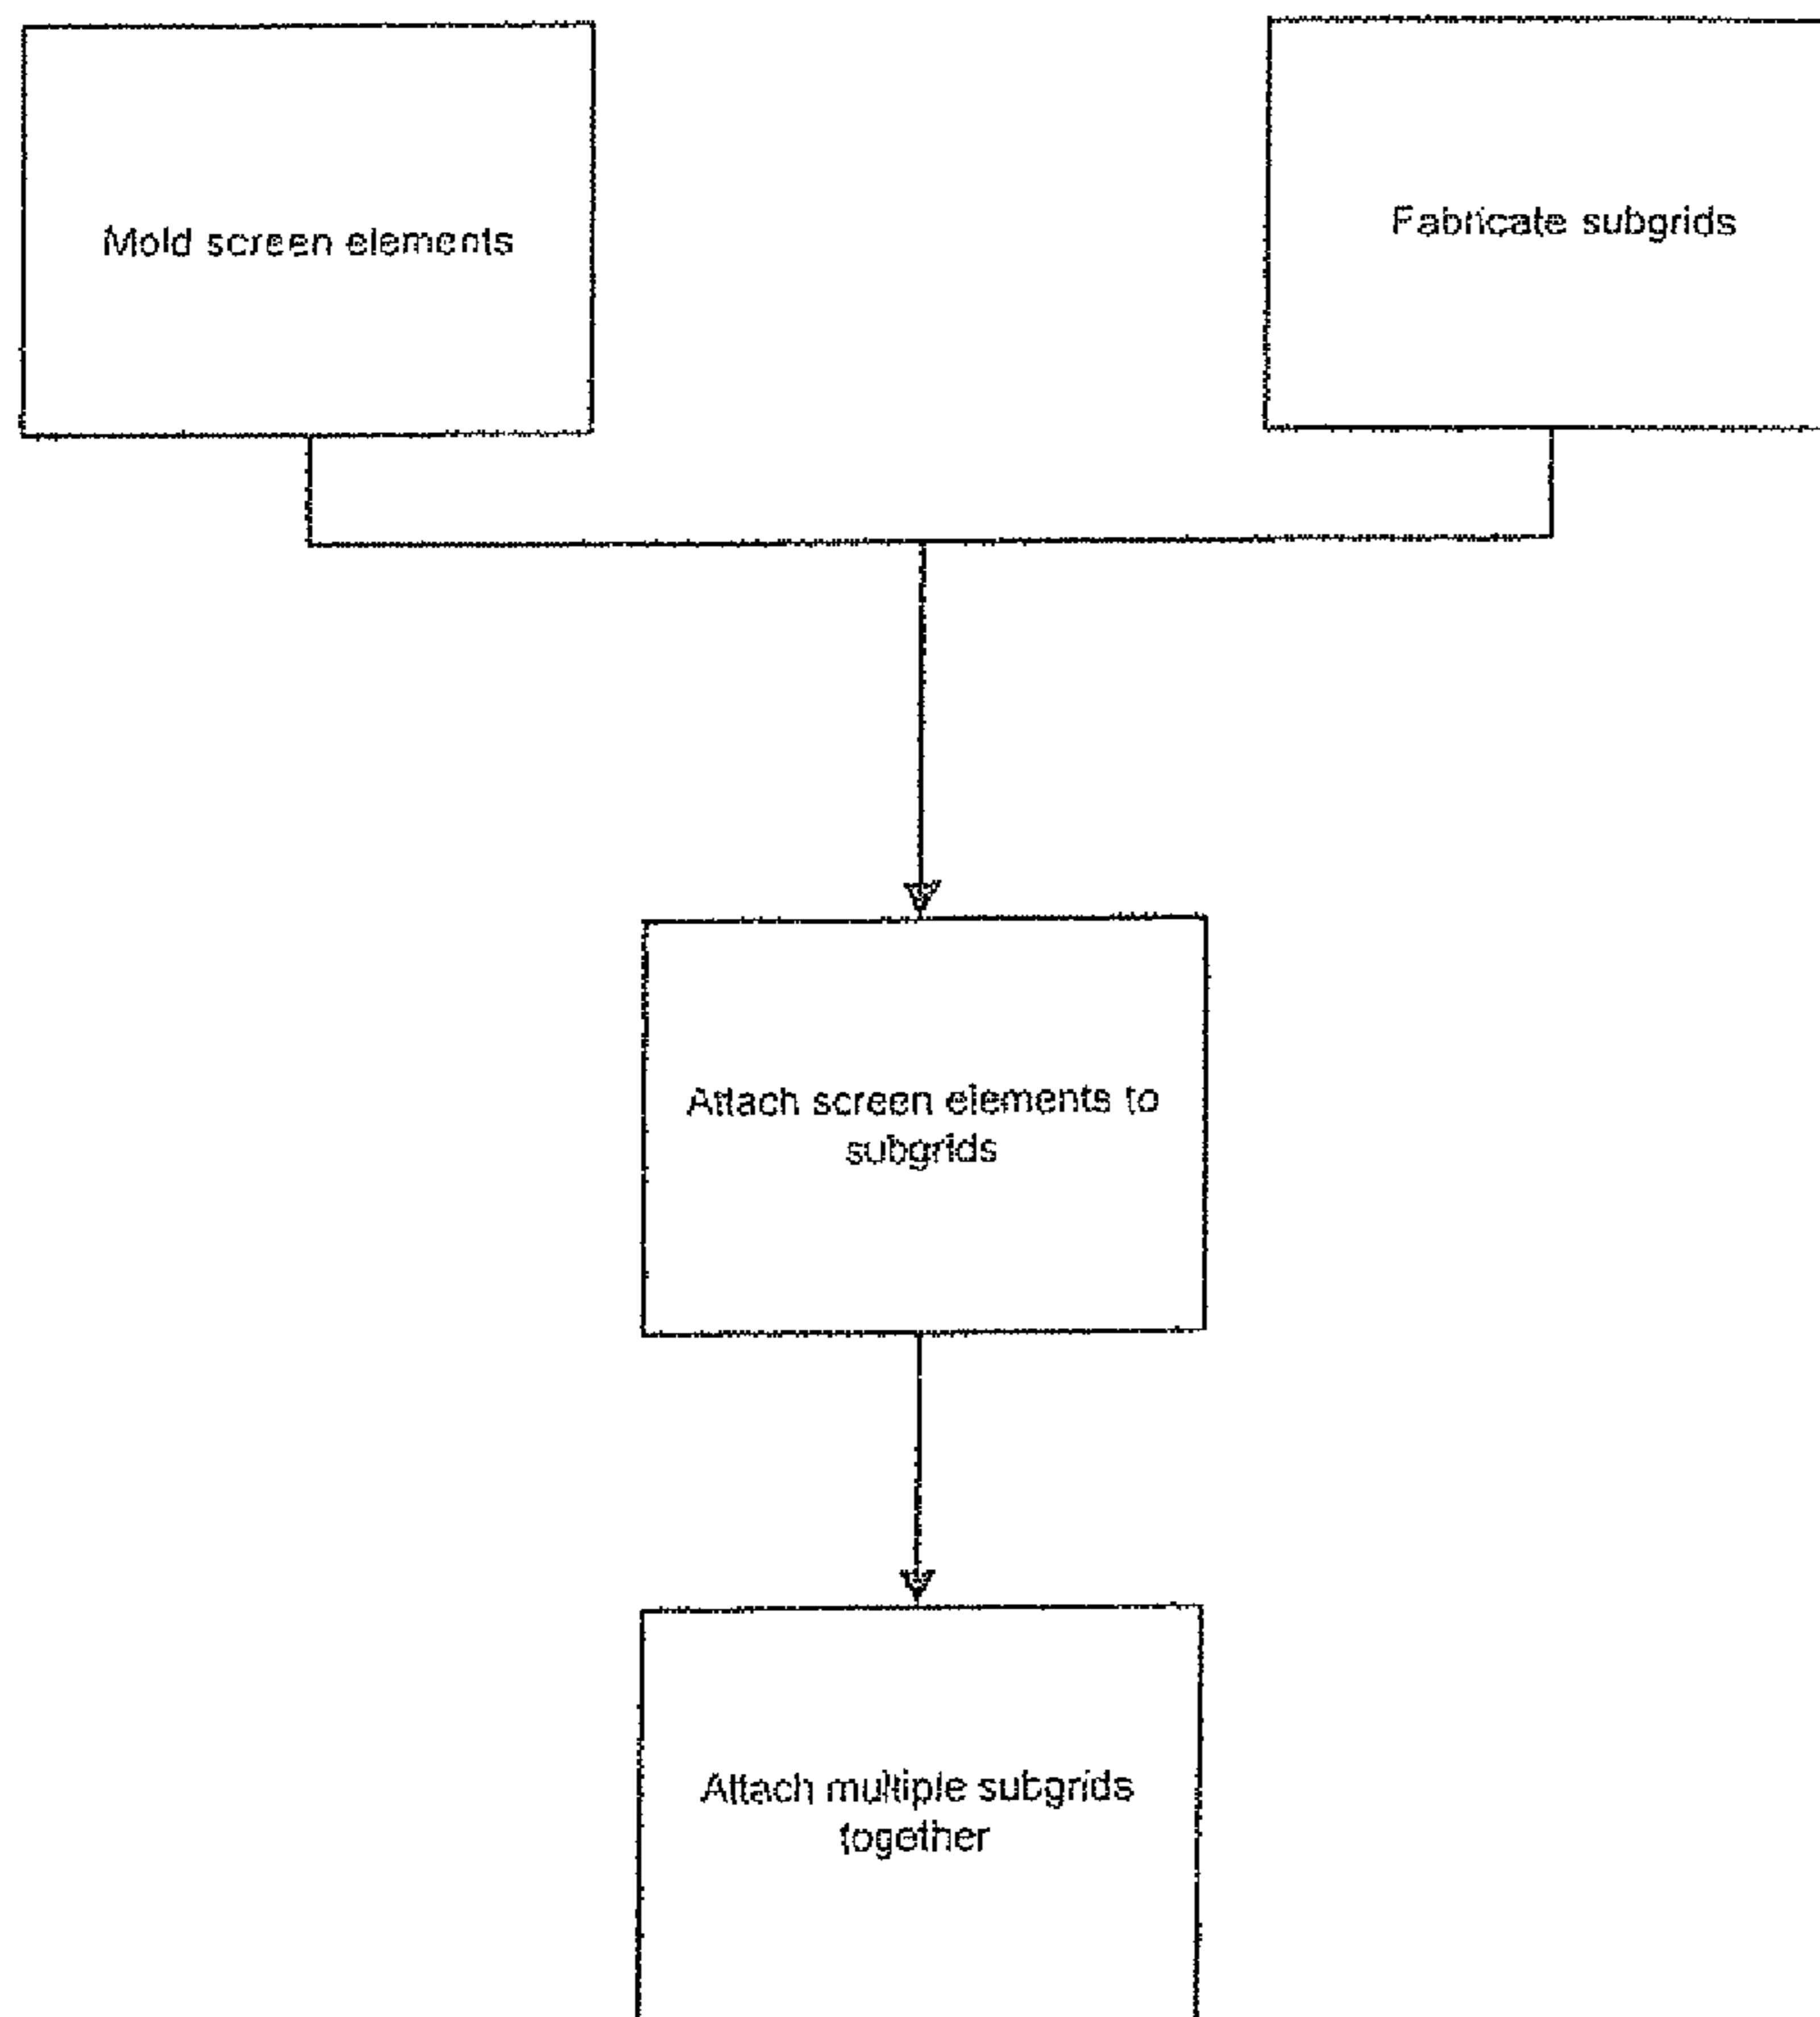 Mold screen elements
Fabricate subgrids
Attach screen elements to
subgrids
Attach multiple subgrids
together